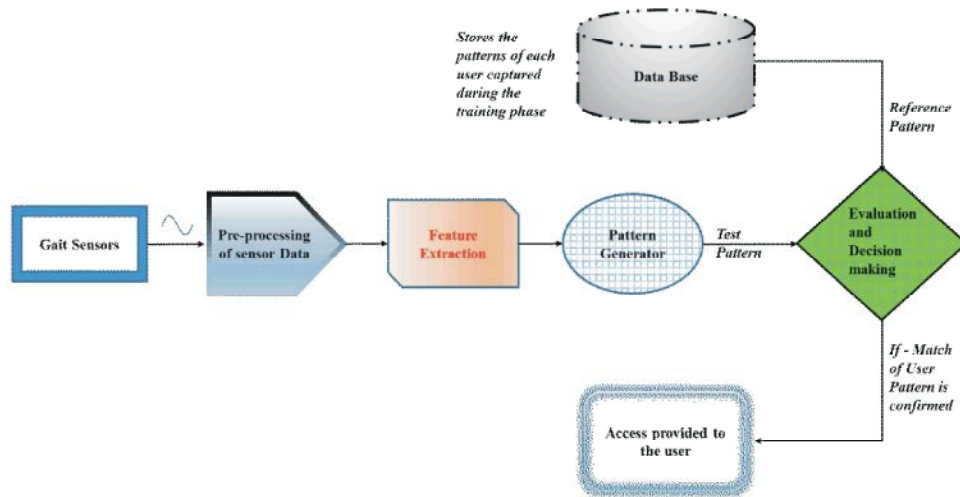 Stores the
patterns of each
user captured
during the
training phase
Data Base
Reference
Pattern
Gait Sensors
Pre-processing
of sensor Data
Feature
Extraction
Pattern
Generator
Test
Pattern
Evaluation
and
Decision
making
If - Match
of User
Pattern is
confirmed
Access provided to
the user